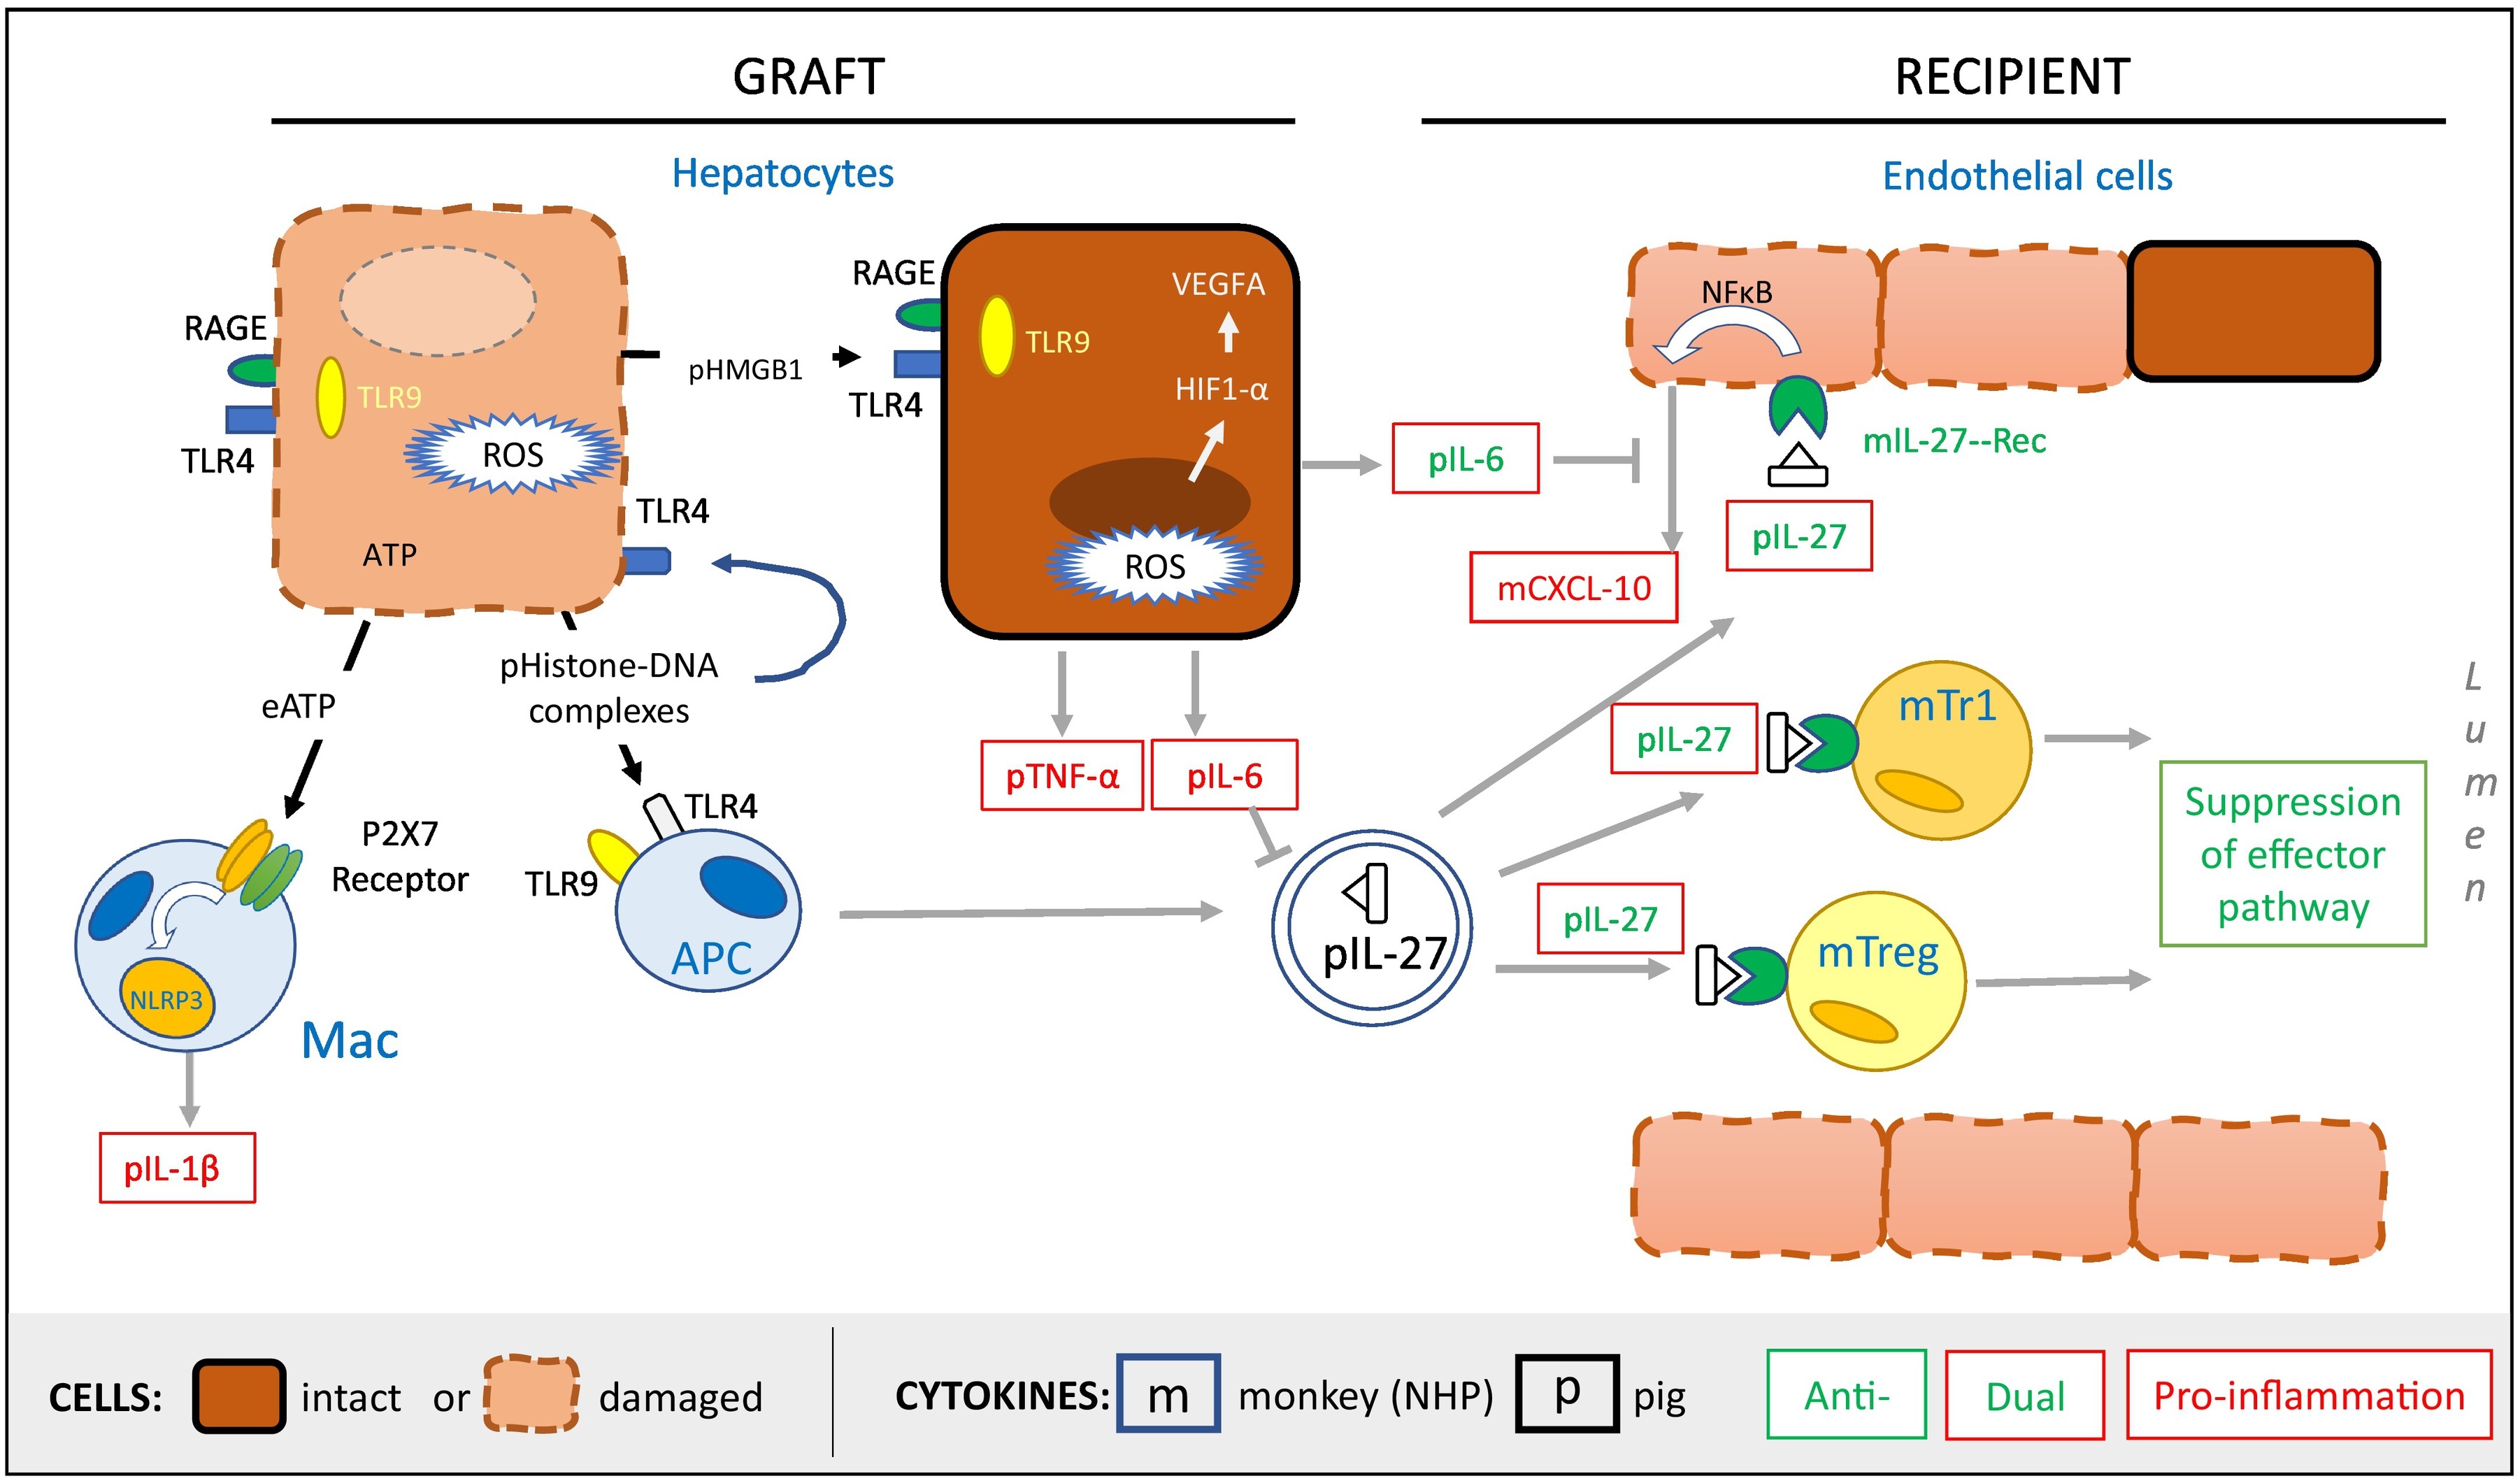 GRAFT
RECIPIENT
Hepatocytes
Endothelial cells
RAGE
TLR9
TLR4
ROS
ATP
TLR4
pHMGB1
RAGE
TLR4
TLR9
VEGFA
HIF1-α
ROS
NFκB
pIL-6
mIL-27--Rec
pIL-27
mCXCL-10
eATP
pHistone-DNA
complexes
P2X7
Receptor
NLRP3
Mac
pIL-1β
TLR4
TLR9
APC
pTNF-α
pIL-6
pIL-27
pIL-27
mTr1
pIL-27
mTreg
Suppression
of effector
pathway
L
u
m
e
n
CELLS: intact or damaged
CYTOKINES: m monkey (NHP) p pig
Anti-
Dual
Pro-inflammation